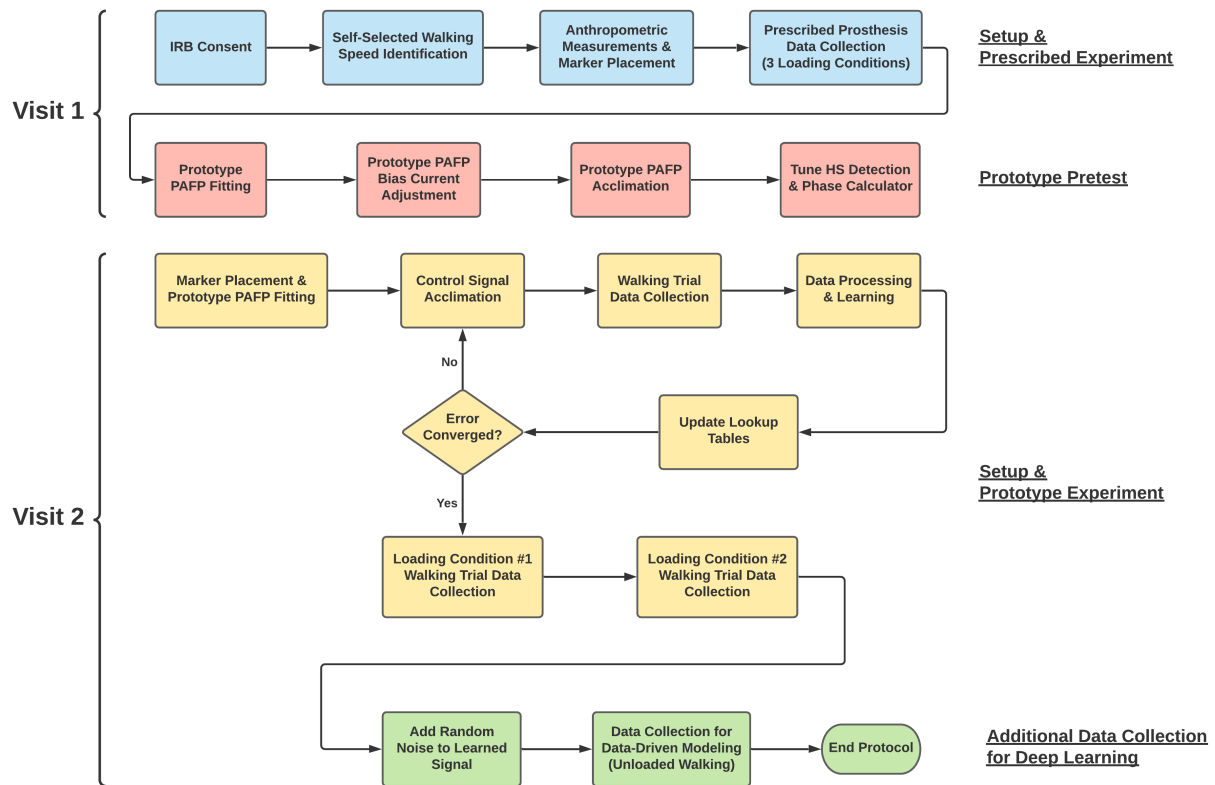 IRB Consent
Self-Selected Walking
Speed Identification
Anthropometric
Measurements &
Marker Placement
Prescribed Prosthesis
Data Collection
(3 Loading Conditions)
Setup &
Prescribed Experiment
Visit 1
Prototype
PAFP Fitting
Prototype PAFP
Bias Current
Adjustment
Prototype PAFP
Acclimation
Tune HS Detection
& Phase Calculator
Prototype Pretest
Marker Placement &
Prototype PAFP Fitting
Control Signal
Acclimation
Walking Trial
Data Collection
Data Processing
& Learning
No
Error
Converged?
Update Lookup
Tables
Setup &
Prototype Experiment
Yes
Visit 2
Loading Condition #1
Walking Trial Data
Collection
Loading Condition #2
Walking Trial Data
Collection
Add Random
Noise to Learned
Signal
Data Collection for
Data-Driven Modeling
(Unloaded Walking)
End Protocol
Additional Data Collection
for Deep Learning